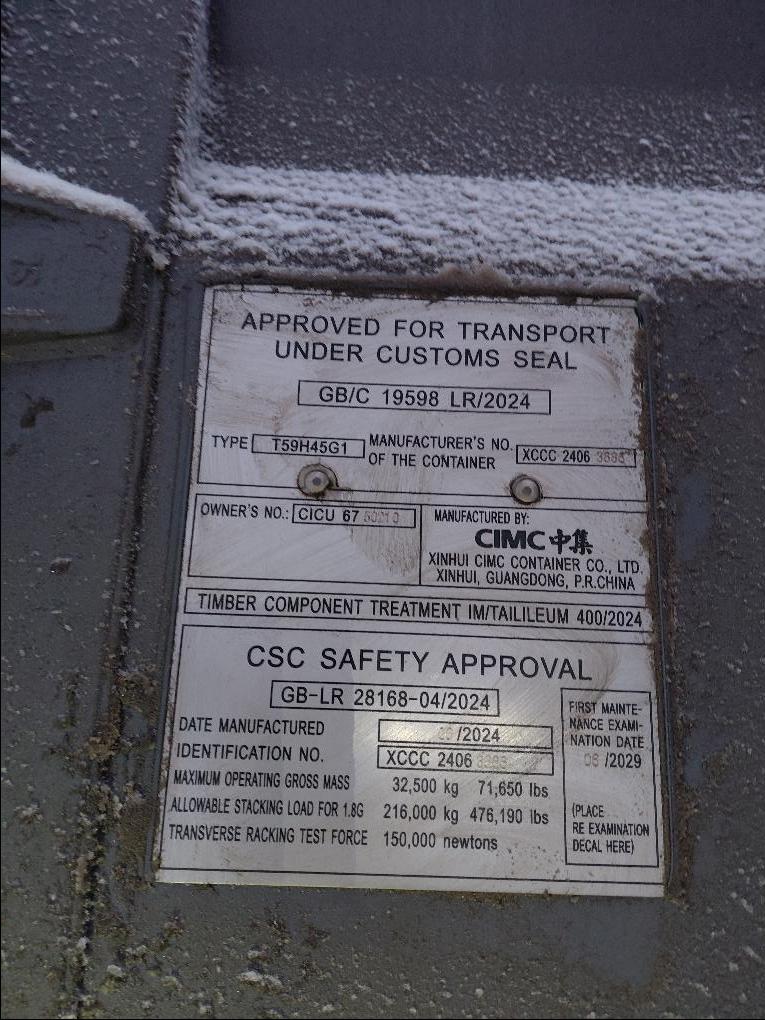 APPROVED FOR TRANSPORT
UNDER CUSTOMS SEAL
GB/C 19598 LR/2024
TYPE T59H45G1 MANUFACTURER'S NO. OF THE CONTAINER XCCC 2406
OWNER'S NO.: CICU 67
MANUFACTURED BY:
CIMC中集
XINHUI CIMC CONTAINER CO., LTD.
XINHUI, GUANGDONG, P.R.CHINA
TIMBER COMPONENT TREATMENT IM/TAILILEUM 400/2024
CSC SAFETY APPROVAL
GB-LR 28168-04/2024
DATE MANUFACTURED /2024
IDENTIFICATION NO. XCCC 2406
MAXIMUM OPERATING GROSS MASS 32,500 kg 71,650 lbs
ALLOWABLE STACKING LOAD FOR 1.8G 216,000 kg 476,190 lbs
TRANSVERSE RACKING TEST FORCE 150,000 newtons
FIRST MAINTE-
NANCE EXAMI-
NATION DATE
06 /2029
(PLACE
RE EXAMINATION
DECAL HERE)